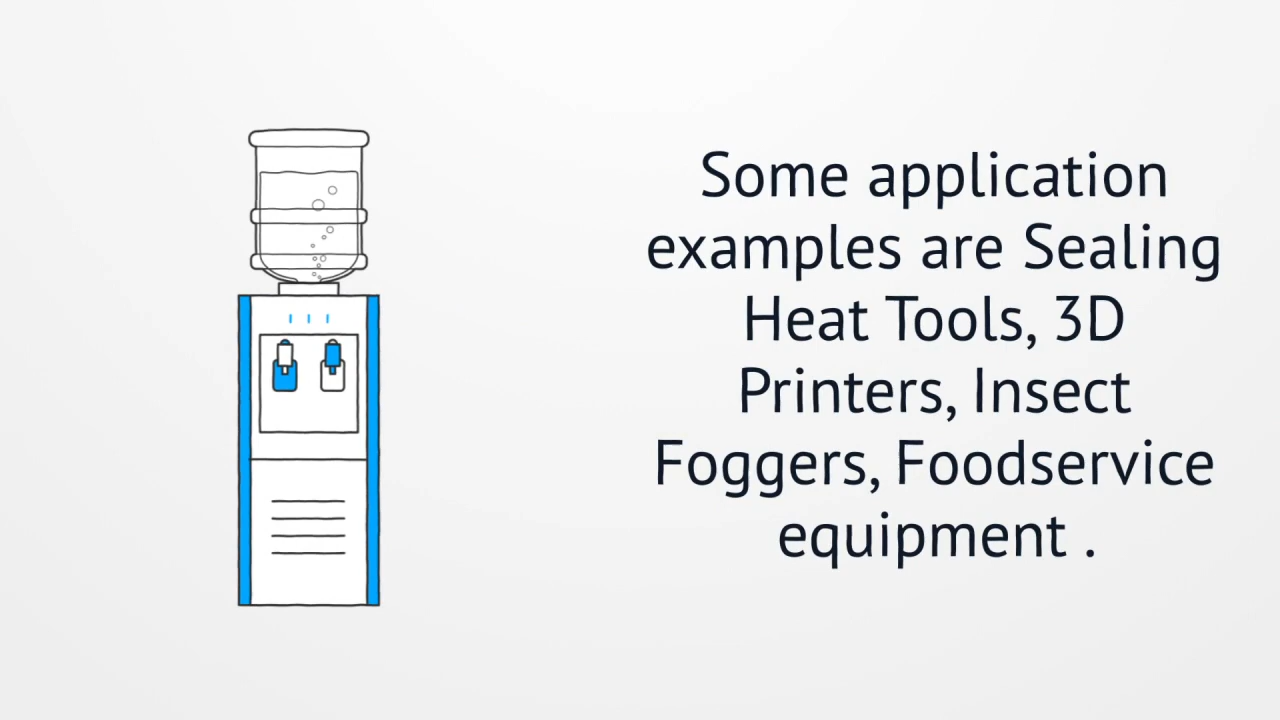 Some application
examples are Sealing
Heat Tools, 3D
Printers, Insect
Foggers, Foodservice
equipment .